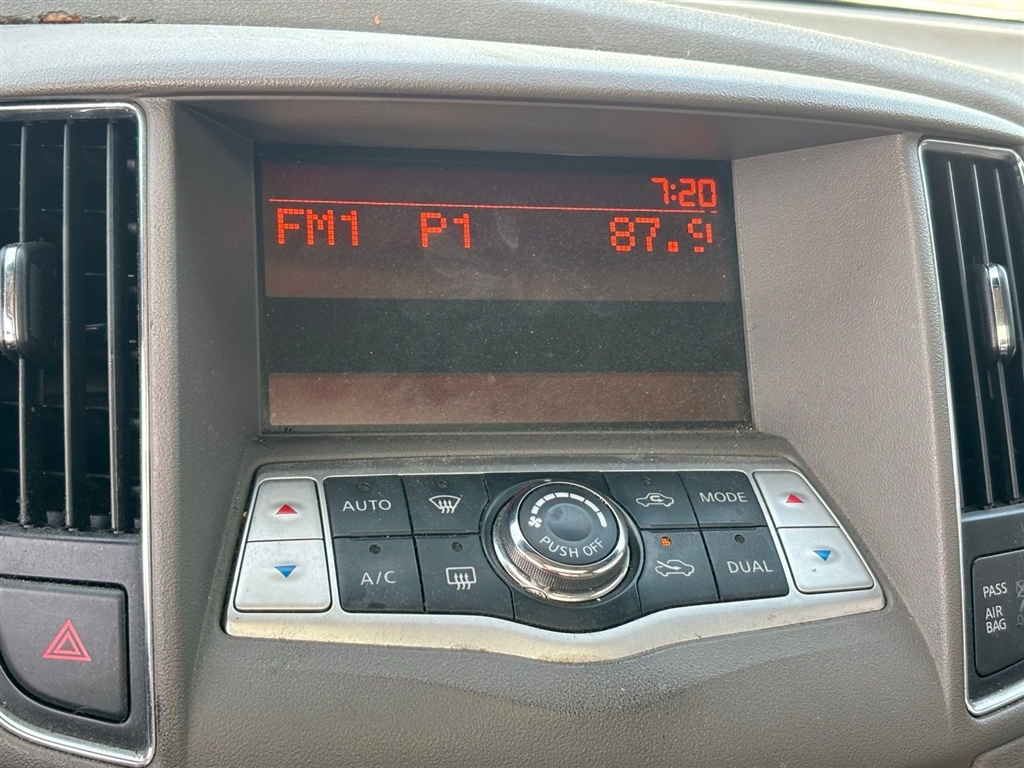 7:20
FM1 P1 87.9
AUTO
MODE
PUSH OFF
A/C
DUAL
PASS
AIR
BAG